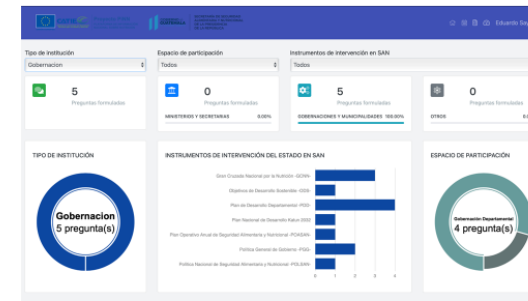 Eduardo Say
Tipo de institución
Espacio de participación
Instrumentos de intervención en SAN
Gobernacion
Todos
Todos
5
Preguntas formuladas
0
Preguntas formuladas
MINISTERIOS Y SECRETARIAS 0.00%
5
Preguntas formuladas
GOBERNACIONES Y MUNICIPALIDADES 100.00%
0
Preguntas formuladas
OTROS
TIPO DE INSTITUCIÓN
Gobernacion
5 pregunta(s)
INSTRUMENTOS DE INTERVENCIÓN DEL ESTADO EN SAN
Gran Cruzada Nacional por la Nutrición -GCNN-
Objetivos de Desarrollo Sostenible -ODS-
Plan de Desarrollo Departamental -PDD-
Plan Nacional de Desarrollo Katun 2032
Plan Operativo Anual de Seguridad Alimentaria y Nutricional -POASAN-
Política General de Gobierno -PGG-
Política Nacional de Seguridad Alimentaria y Nutricional -POLSAN-
0 1 2 3 4
ESPACIO DE PARTICIPACIÓN
Gobernación Departamental
4 pregunta(s)